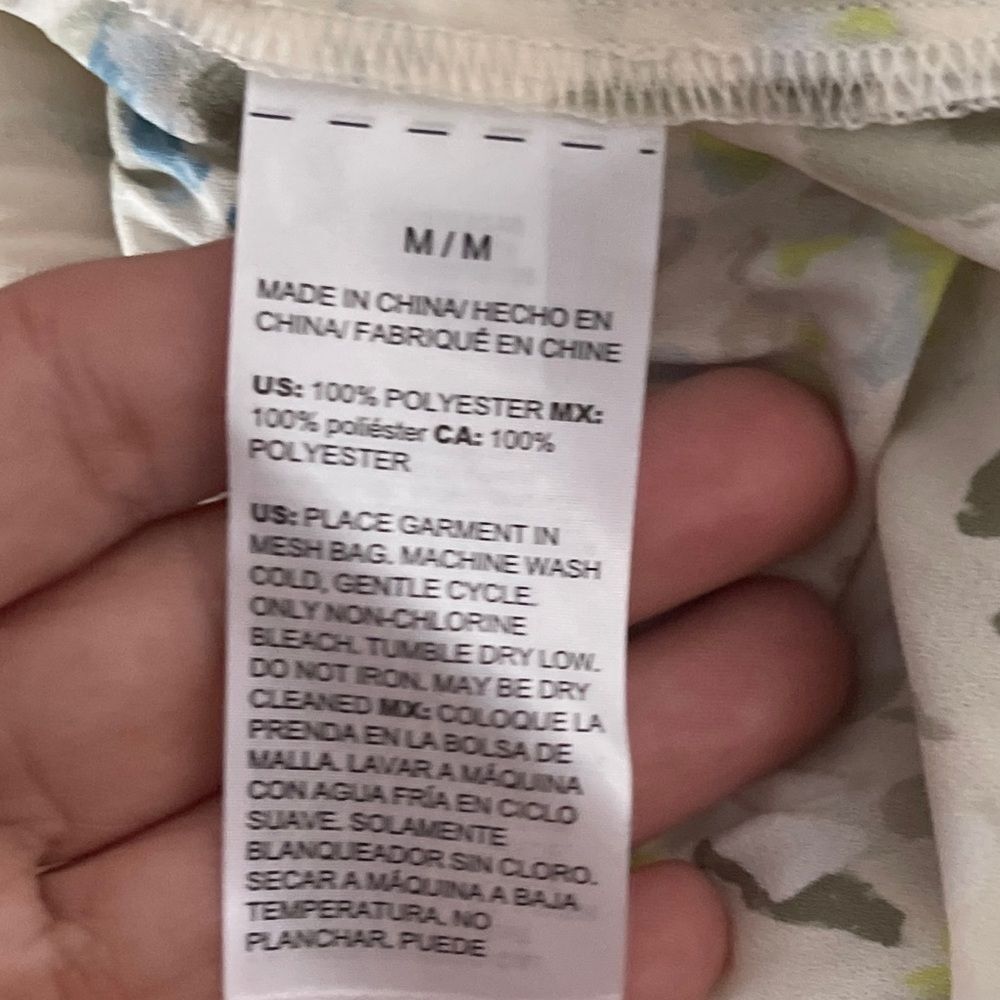 M / M
MADE IN CHINA/ HECHO EN
CHINA/ FABRIQUÉ EN CHINE
US: 100% POLYESTER MX:
100% poliéster CA: 100%
POLYESTER
US: PLACE GARMENT IN
MESH BAG. MACHINE WASH
COLD, GENTLE CYCLE.
ONLY NON-CHLORINE
BLEACH. TUMBLE DRY LOW.
DO NOT IRON. MAY BE DRY
CLEANED MX: COLOQUE LA
PRENDA EN LA BOLSA DE
MALLA. LAVAR A MÁQUINA
CON AGUA FRÍA EN CICLO
SUAVE. SOLAMENTE
BLANQUEADOR SIN CLORO.
SECAR A MÁQUINA A BAJA
TEMPERATURA. NO
PLANCHAR. PUEDE